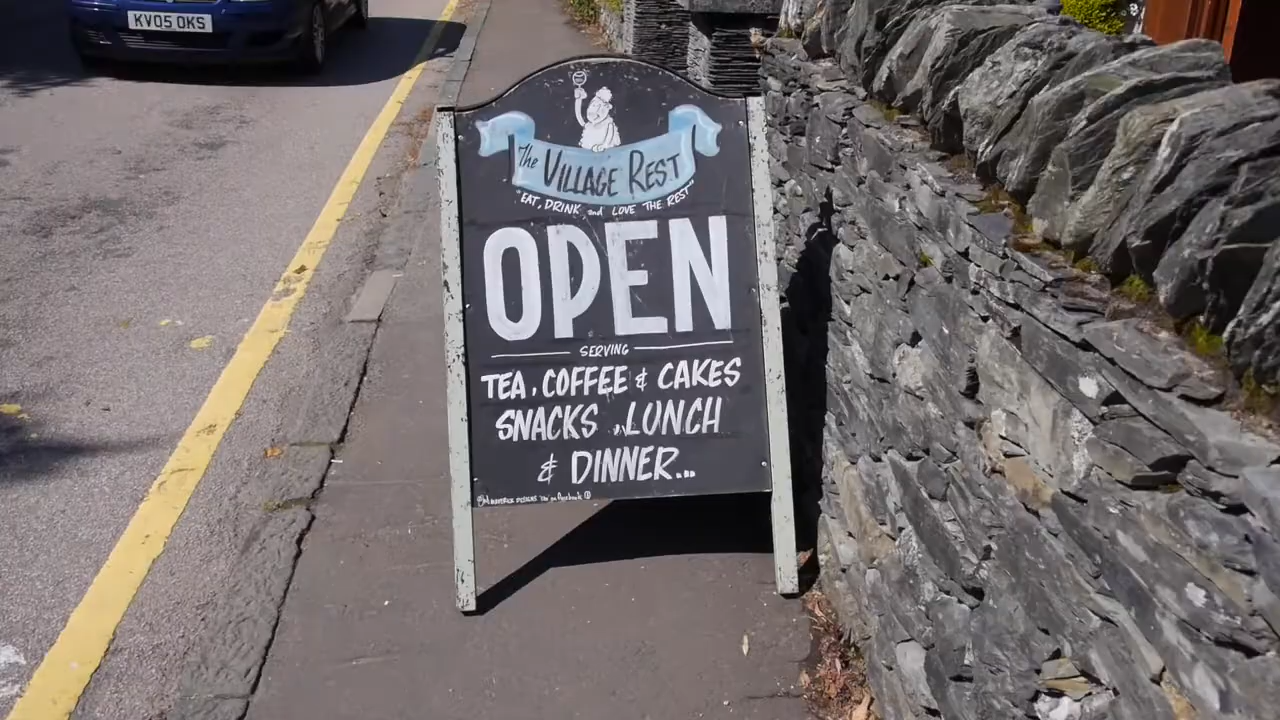 KV05 OKS
The VILLAGE REST
"EAT, DRINK and LOVE THE REST"
OPEN
SERVING
TEA, COFFEE & CAKES
SNACKS, LUNCH
& DINNER...